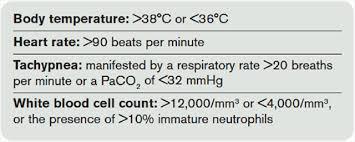 Body temperature: >38°C or <36°C
Heart rate: >90 beats per minute
Tachypnea: manifested by a respiratory rate >20 breaths
per minute or a PaCO₂ of <32 mmHg
White blood cell count: >12,000/mm³ or <4,000/mm³,
or the presence of >10% immature neutrophils